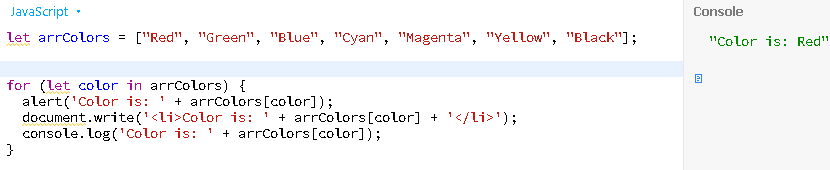 JavaScript
Console
let arrColors = ["Red", "Green", "Blue", "Cyan", "Magenta", "Yellow", "Black"];
"Color is: Red"
for (let color in arrColors) {
alert('Color is: ' + arrColors[color]);
document.write('<li>Color is: ' + arrColors[color] + '</li>');
console.log('Color is: ' + arrColors[color]);
}